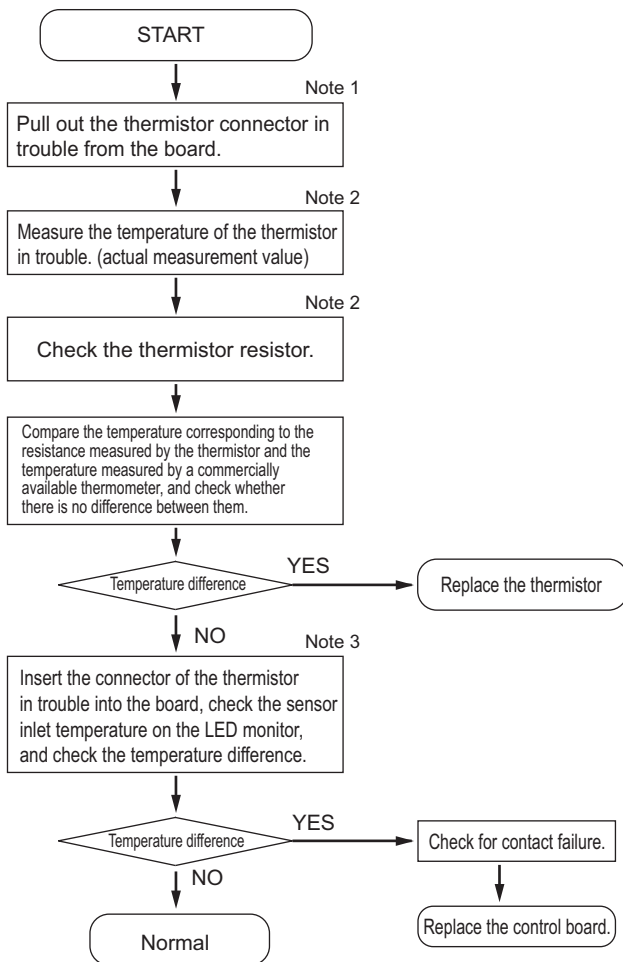 START
Note 1
Pull out the thermistor connector in
trouble from the board.
Note 2
Measure the temperature of the thermistor
in trouble. (actual measurement value)
Note 2
Check the thermistor resistor.
Compare the temperature corresponding to the
resistance measured by the thermistor and the
temperature measured by a commercially
available thermometer, and check whether
there is no difference between them.
Temperature difference
YES
Replace the thermistor
NO
Note 3
Insert the connector of the thermistor
in trouble into the board, check the sensor
inlet temperature on the LED monitor,
and check the temperature difference.
Temperature difference
YES
Check for contact failure.
NO
Replace the control board.
Normal